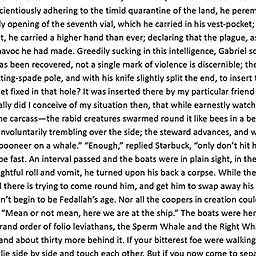 cientiously adhering to the timid quarantine of the land, he perem
ly opening of the seventh vial, which he carried in his vest-pocket;
t, he carried a higher hand than ever; declaring that the plague, as
avoc he had made. Greedily sucking in this intelligence, Gabriel so
as been recovered, not a single mark of violence is discernible; the
ting-spade pole, and with his knife slightly split the end, to insert t
et fixed in that hole? It was inserted there by my particular friend
ally did I conceive of my situation then, that while earnestly watch
he carcass—the rabid creatures swarmed round it like bees in a be
nvoluntarily trembling over the side; the steward advances, and w
pooneer on a whale." "Enough," replied Starbuck, "only don't hit h
be fast. An interval passed and the boats were in plain sight, in the
ghtful roll and vomit, he turned upon his back a corpse. While the
l there is trying to come round him, and get him to swap away his
n't begin to be Fedallah's age. Nor all the coopers in creation coul
"Mean or not mean, here we are at the ship." The boats were her
rand order of folio leviathans, the Sperm Whale and the Right Wha
and about thirty more behind it. If your bitterest foe were walking
lie side by side and touch each other. But if you now come to sepa